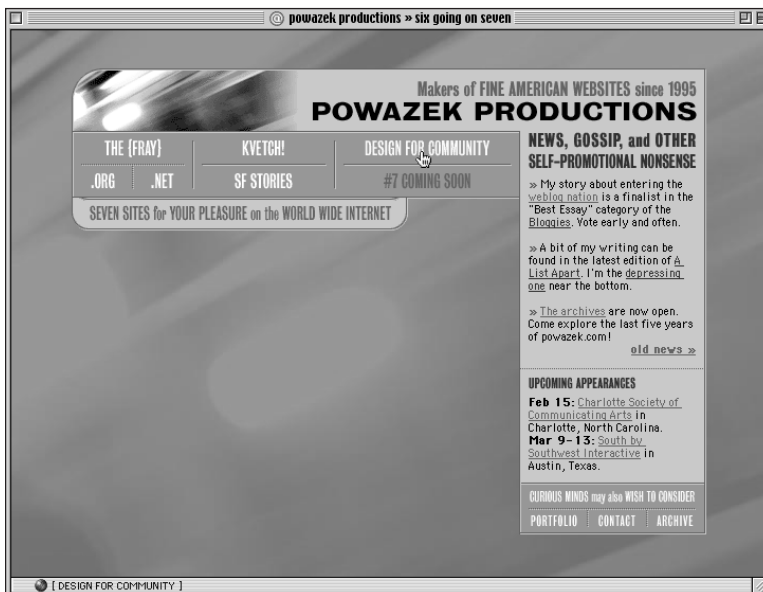 powazek productions » six going on seven
Makers of FINE AMERICAN WEBSITES since 1995
POWAZEK PRODUCTIONS
THE {FRAY}
KVETCH!
DESIGN FOR COMMUNITY
.ORG
.NET
SF STORIES
#7 COMING SOON
SEVEN SITES for YOUR PLEASURE on the WORLD WIDE INTERNET
NEWS, GOSSIP, and OTHER
SELF-PROMOTIONAL NONSENSE
» My story about entering the
weblog nation is a finalist in the
"Best Essay" category of the
Bloggies. Vote early and often.
» A bit of my writing can be
found in the latest edition of A
List Apart. I'm the depressing
one near the bottom.
» The archives are now open.
Come explore the last five years
of powazek.com!
old news »
UPCOMING APPEARANCES
Feb 15: Charlotte Society of
Communicating Arts in
Charlotte, North Carolina.
Mar 9-13: South by
Southwest Interactive in
Austin, Texas.
CURIOUS MINDS may also WISH TO CONSIDER
PORTFOLIO
CONTACT
ARCHIVE
[ DESIGN FOR COMMUNITY ]